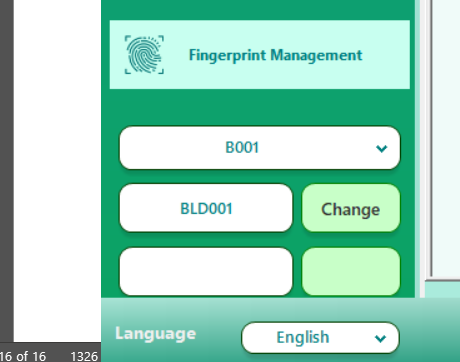 Fingerprint Management
B001
BLD001
Change
Language
English
16 of 16 1326